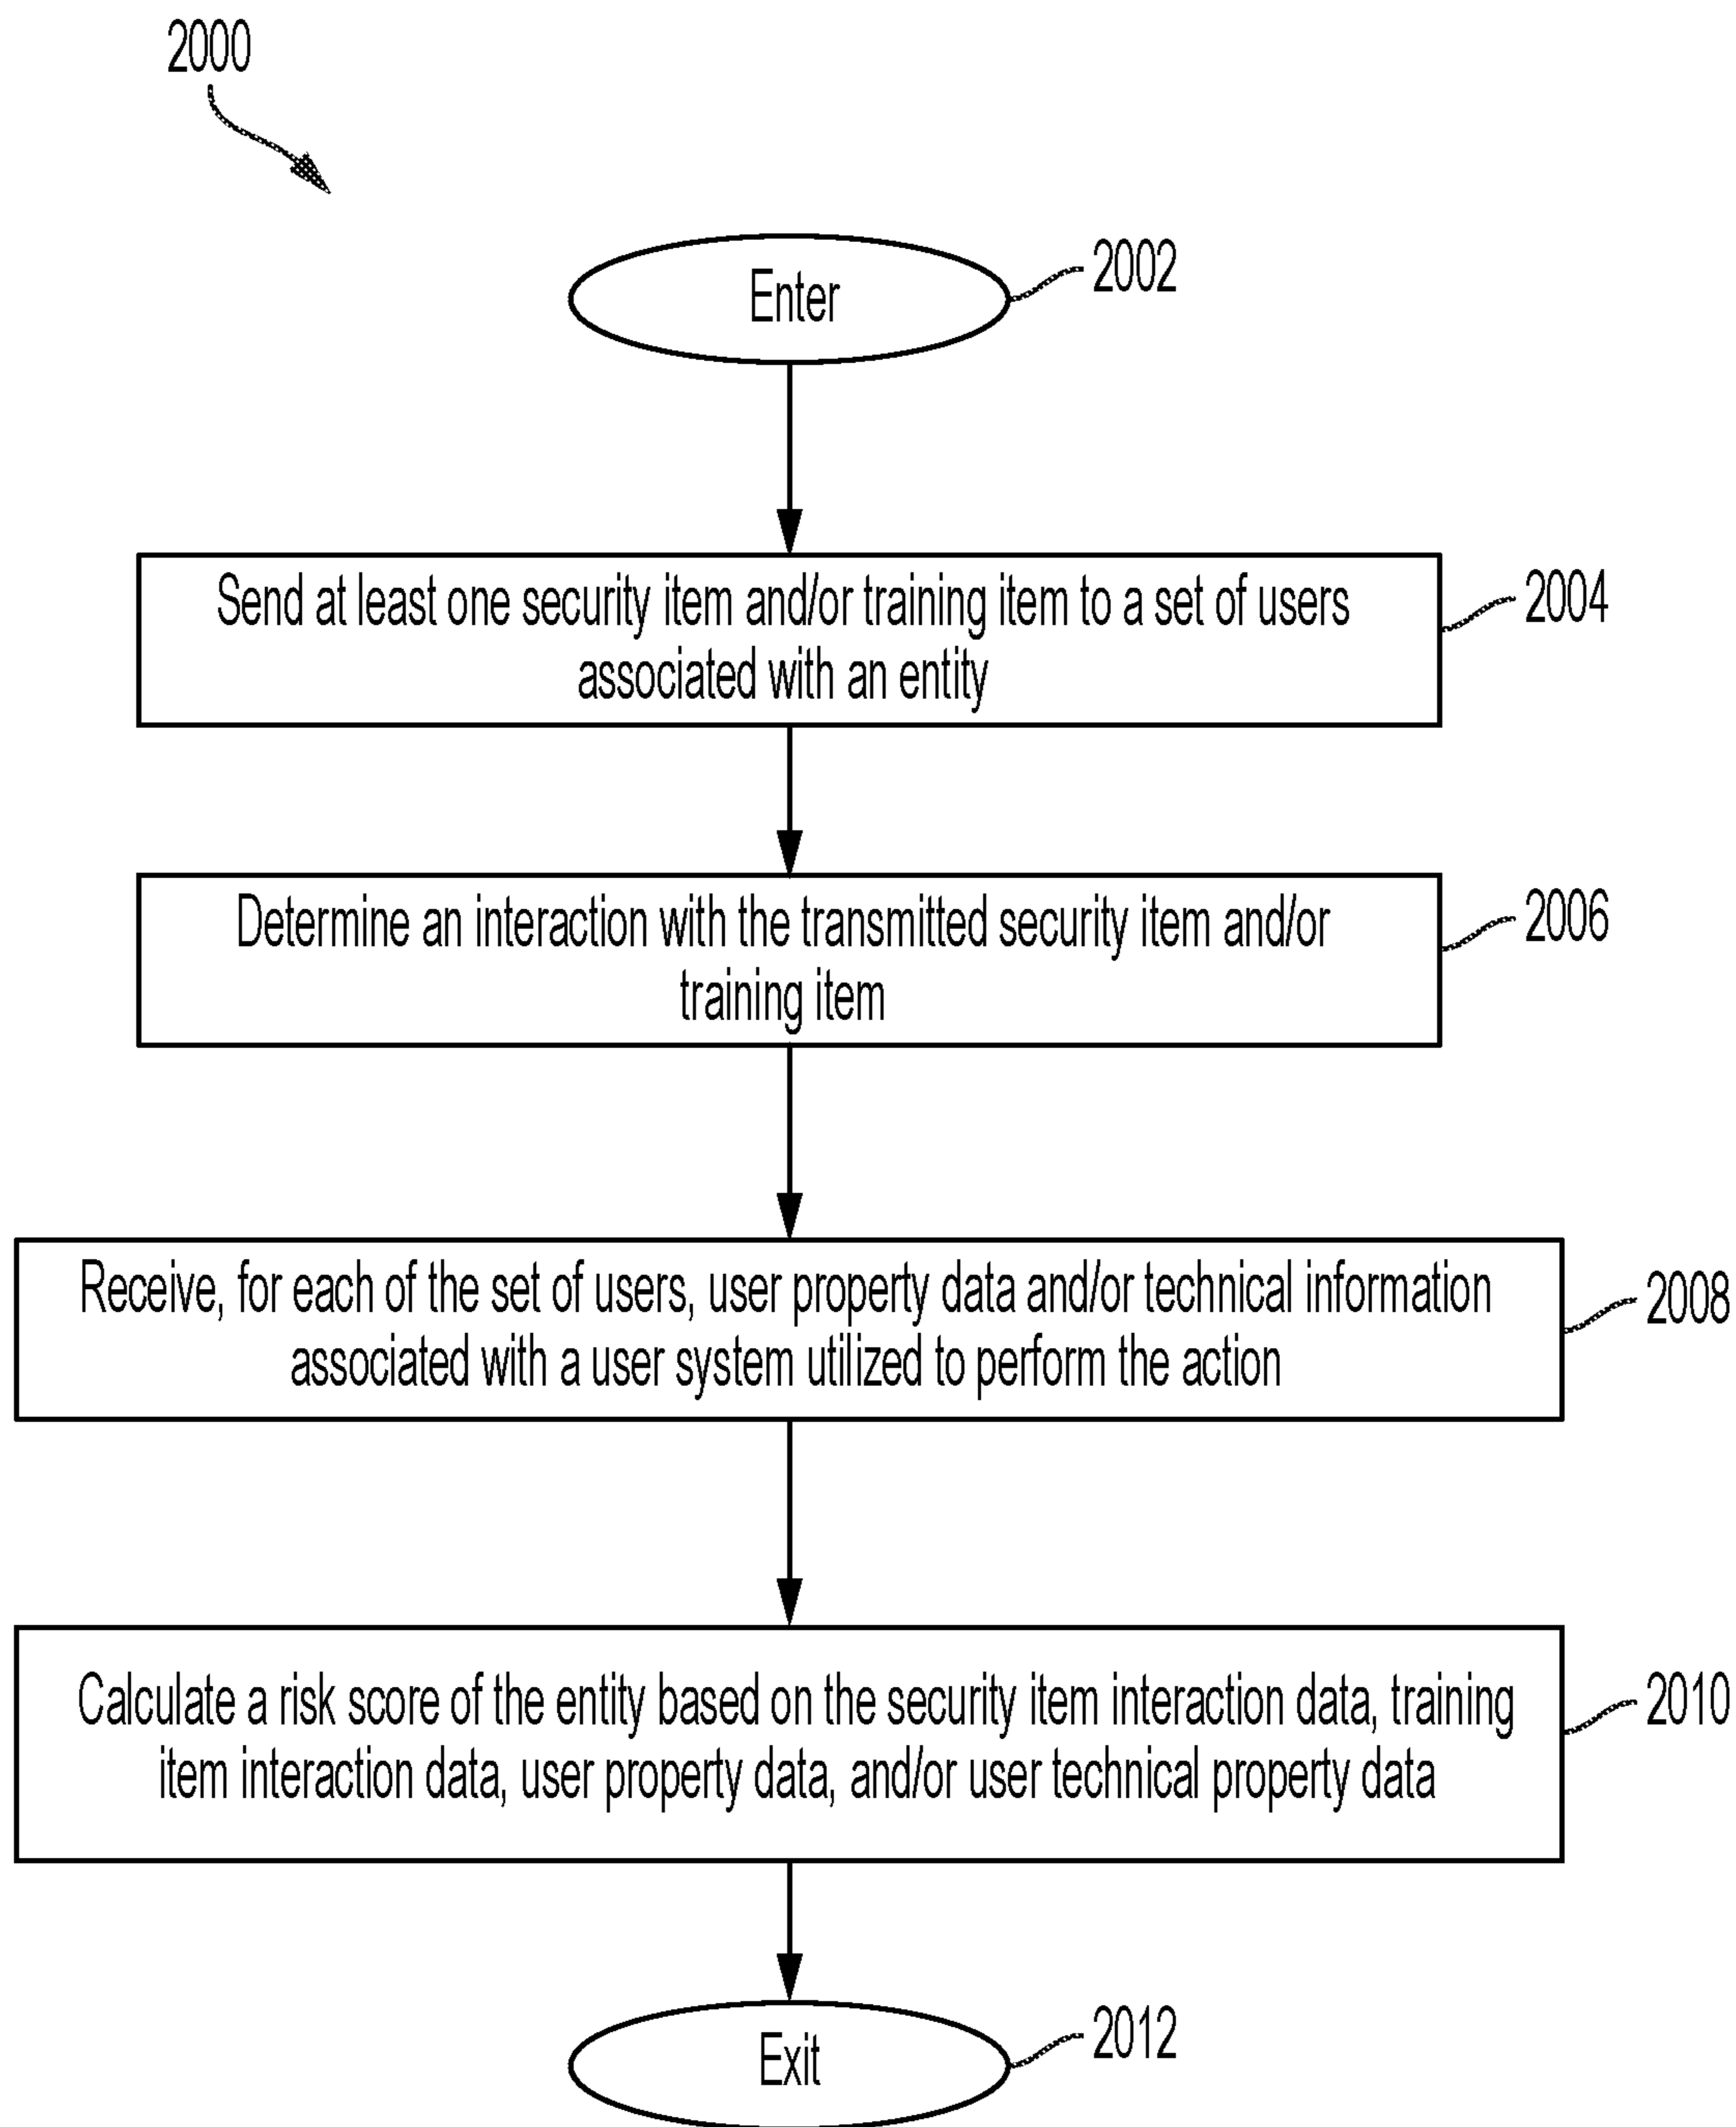 2000
Enter
2002
Send at least one security item and/or training item to a set of users
associated with an entity
2004
Determine an interaction with the transmitted security item and/or
training item
2006
Receive, for each of the set of users, user property data and/or technical information
associated with a user system utilized to perform the action
2008
Calculate a risk score of the entity based on the security item interaction data, training
item interaction data, user property data, and/or user technical property data
2010
Exit
2012